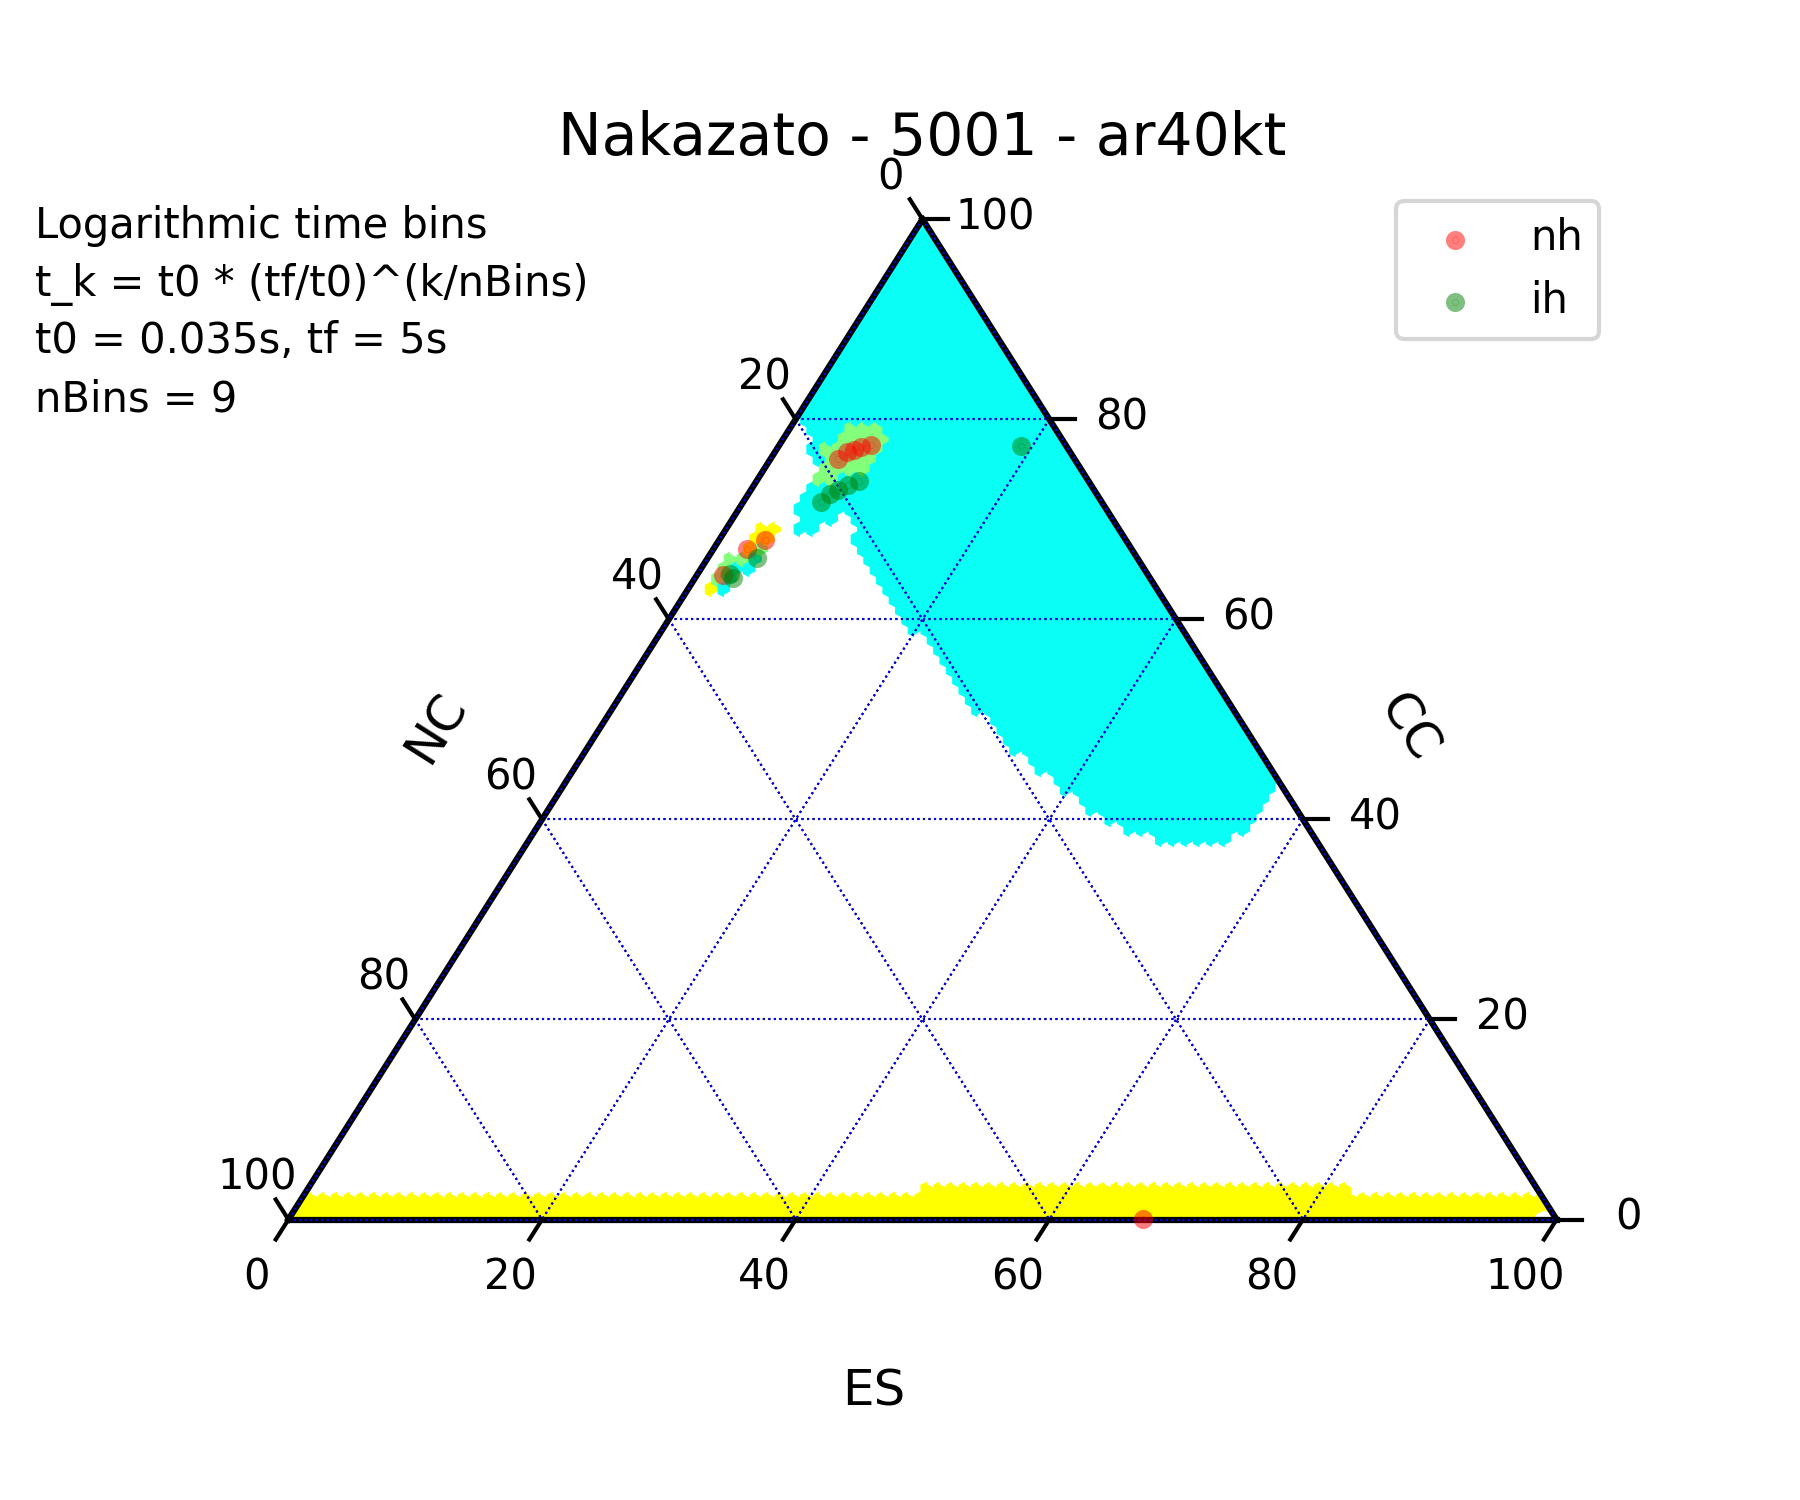 Nakazato - 5001 - ar40kt
Logarithmic time bins
t_k = t0 * (tf/t0)^(k/nBins)
t0 = 0.035s, tf = 5s
nBins = 9
nh
ih
0
20
40
60
80
100
NC
100
80
60
40
20
0
CC
0
20
40
60
80
100
ES